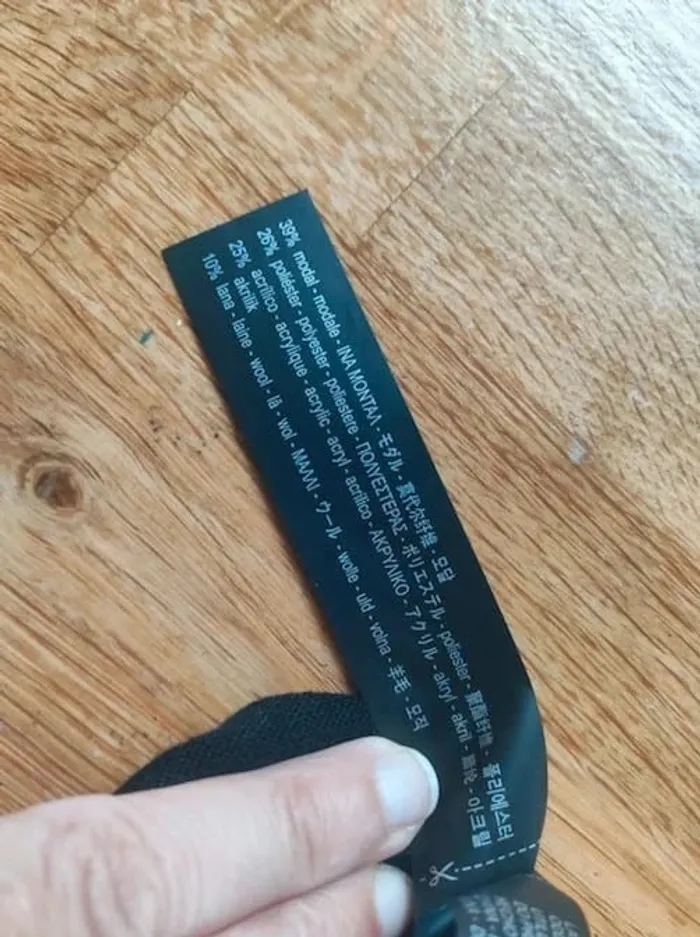 39% modal - modale - ΙΝΑ ΜΟΝΤΑΛ - モダル - 莫代尔纤维 - 모달
26% poliéster - polyester - poliestere - ΠΟΛΥΕΣΤΕΡΑΣ - ポリエステル - poliester - 聚酯纤维 - 폴리에스터
25% acrílico - acrylique - acrylic - acryl - acrilico - ΑΚΡΥΛΙΚΟ - アクリル - akryl - akril - 腈纶 - 아크릴
akrilik
10% lana - laine - wool - lã - wol - ΜΑΛΛΙ - ウール - wolle - uld - volna - 羊毛 - 모직